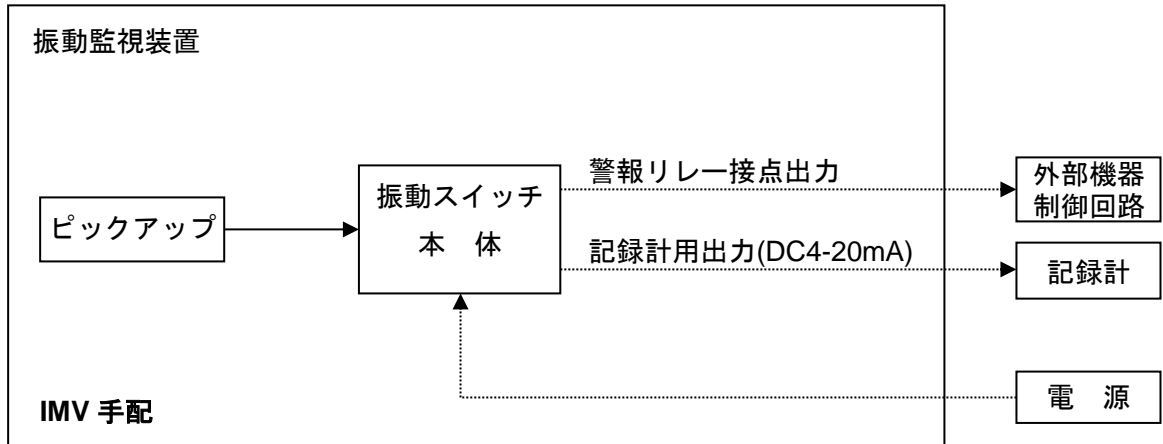 振動監視装置
ピックアップ
振動スイッチ
本　体
警報リレー接点出力
記録計用出力(DC4-20mA)
外部機器
制御回路
記録計
電　源
IMV 手配